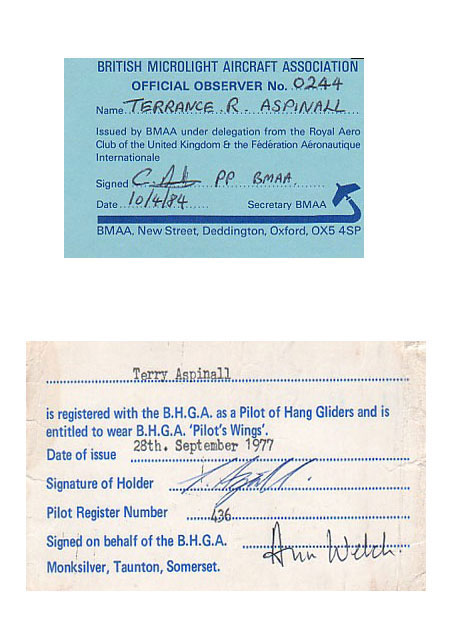 BRITISH MICROLIGHT AIRCRAFT ASSOCIATION
OFFICIAL OBSERVER No. 0244
Name TERRANCE. R. ASPINALL
Issued by BMAA under delegation from the Royal Aero
Club of the United Kingdom & the Fédération Aéronautique
Internationale
Signed PP BMAA.
Date 10/4/84 Secretary BMAA
BMAA, New Street, Deddington, Oxford, OX5 4SP
Terry Aspinall
is registered with the B.H.G.A. as a Pilot of Hang Gliders and is
entitled to wear B.H.G.A. 'Pilot's Wings'.
Date of issue 28th. September 1977
Signature of Holder
Pilot Register Number 436
Signed on behalf of the B.H.G.A. Ann Welch.
Monksilver, Taunton, Somerset.